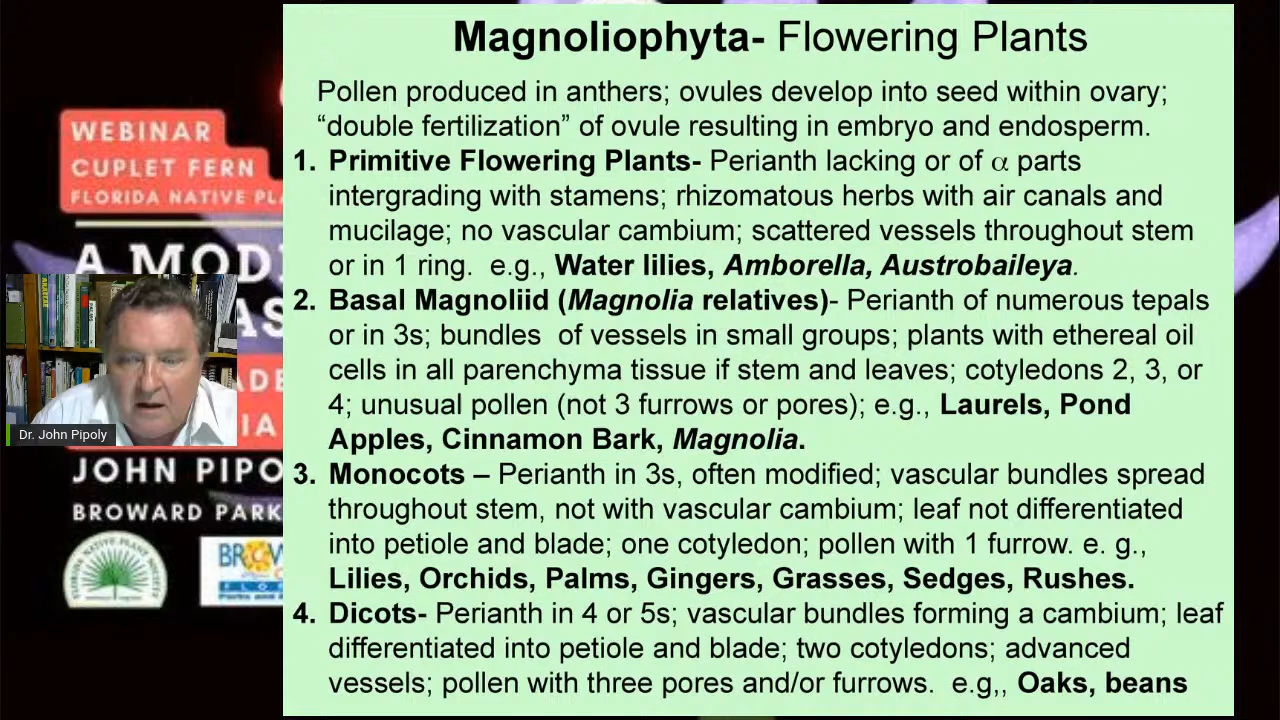 Magnoliophyta- Flowering Plants
Pollen produced in anthers; ovules develop into seed within ovary;
“double fertilization” of ovule resulting in embryo and endosperm.
1. Primitive Flowering Plants- Perianth lacking or of α parts
intergrading with stamens; rhizomatous herbs with air canals and
mucilage; no vascular cambium; scattered vessels throughout stem
or in 1 ring. e.g., Water lilies, Amborella, Austrobaileya.
2. Basal Magnoliid (Magnolia relatives)- Perianth of numerous tepals
or in 3s; bundles of vessels in small groups; plants with ethereal oil
cells in all parenchyma tissue if stem and leaves; cotyledons 2, 3, or
4; unusual pollen (not 3 furrows or pores); e.g., Laurels, Pond
Apples, Cinnamon Bark, Magnolia.
3. Monocots – Perianth in 3s, often modified; vascular bundles spread
throughout stem, not with vascular cambium; leaf not differentiated
into petiole and blade; one cotyledon; pollen with 1 furrow. e. g.,
Lilies, Orchids, Palms, Gingers, Grasses, Sedges, Rushes.
4. Dicots- Perianth in 4 or 5s; vascular bundles forming a cambium; leaf
differentiated into petiole and blade; two cotyledons; advanced
vessels; pollen with three pores and/or furrows. e.g,, Oaks, beans
WEBINAR
CUPLET FERN
FLORIDA NATIVE PLA
A MOD
AS
ADE
IA
Dr. John Pipoly
JOHN PIPO
BROWARD PARK